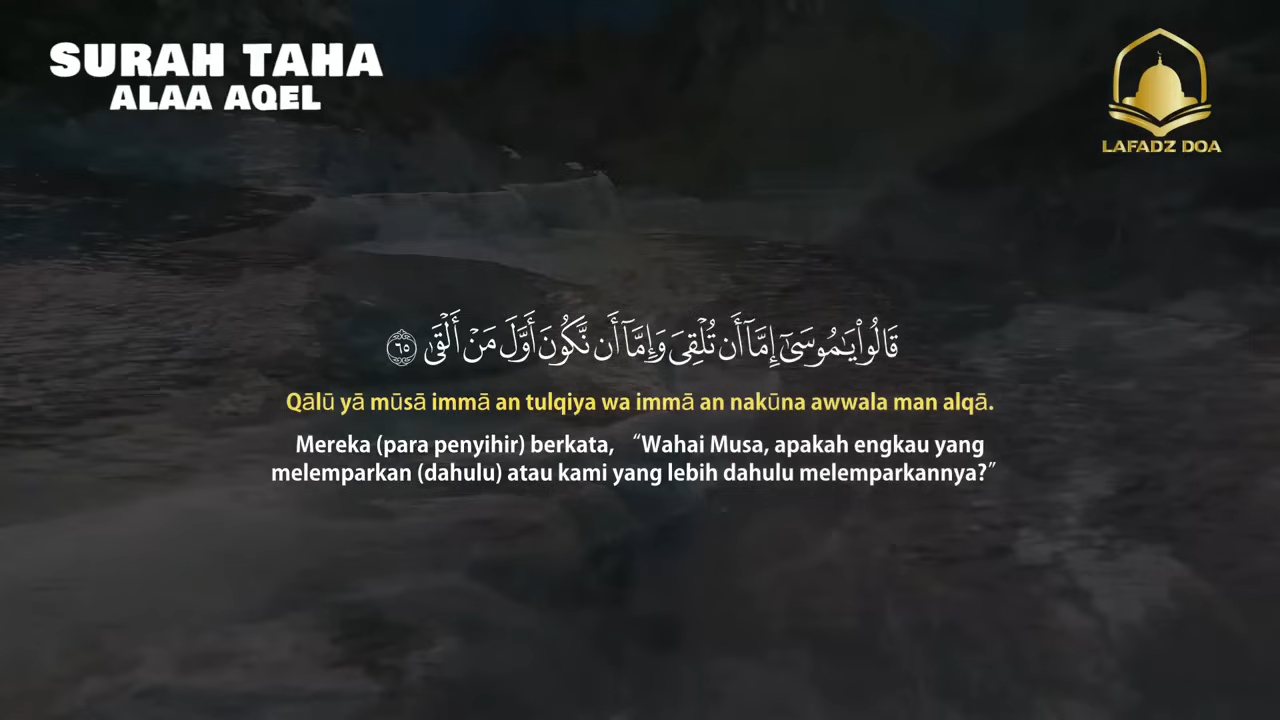 SURAH TAHA
ALAA AQEL
LAFADZ DOA
قَالُوا۟ يَـٰمُوسَىٰٓ إِمَّآ أَن تُلْقِىَ وَإِمَّآ أَن نَّكُونَ أَوَّلَ مَنْ أَلْقَىٰ ٦٥
Qālū yā mūsā immā an tulqiya wa immā an nakūna awwala man alqā.
Mereka (para penyihir) berkata, “Wahai Musa, apakah engkau yang
melemparkan (dahulu) atau kami yang lebih dahulu melemparkannya?”